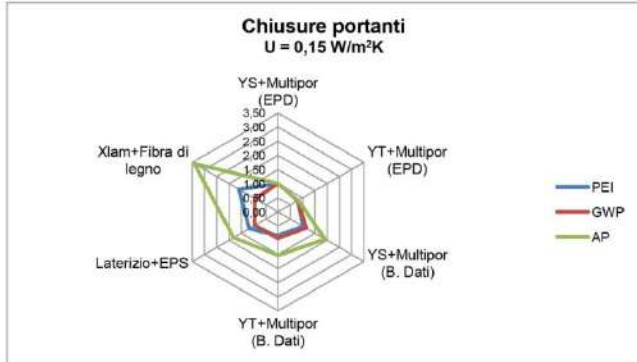 Chiusure portanti
U = 0,15 W/m²K
YS+Multipor
(EPD)
3,50
3,00
2,50
2,00
1,50
1,00
0,50
0,00
YT+Multipor
(EPD)
YS+Multipor
(B. Dati)
YT+Multipor
(B. Dati)
Laterizio+EPS
Xlam+Fibra di
legno
PEI
GWP
AP